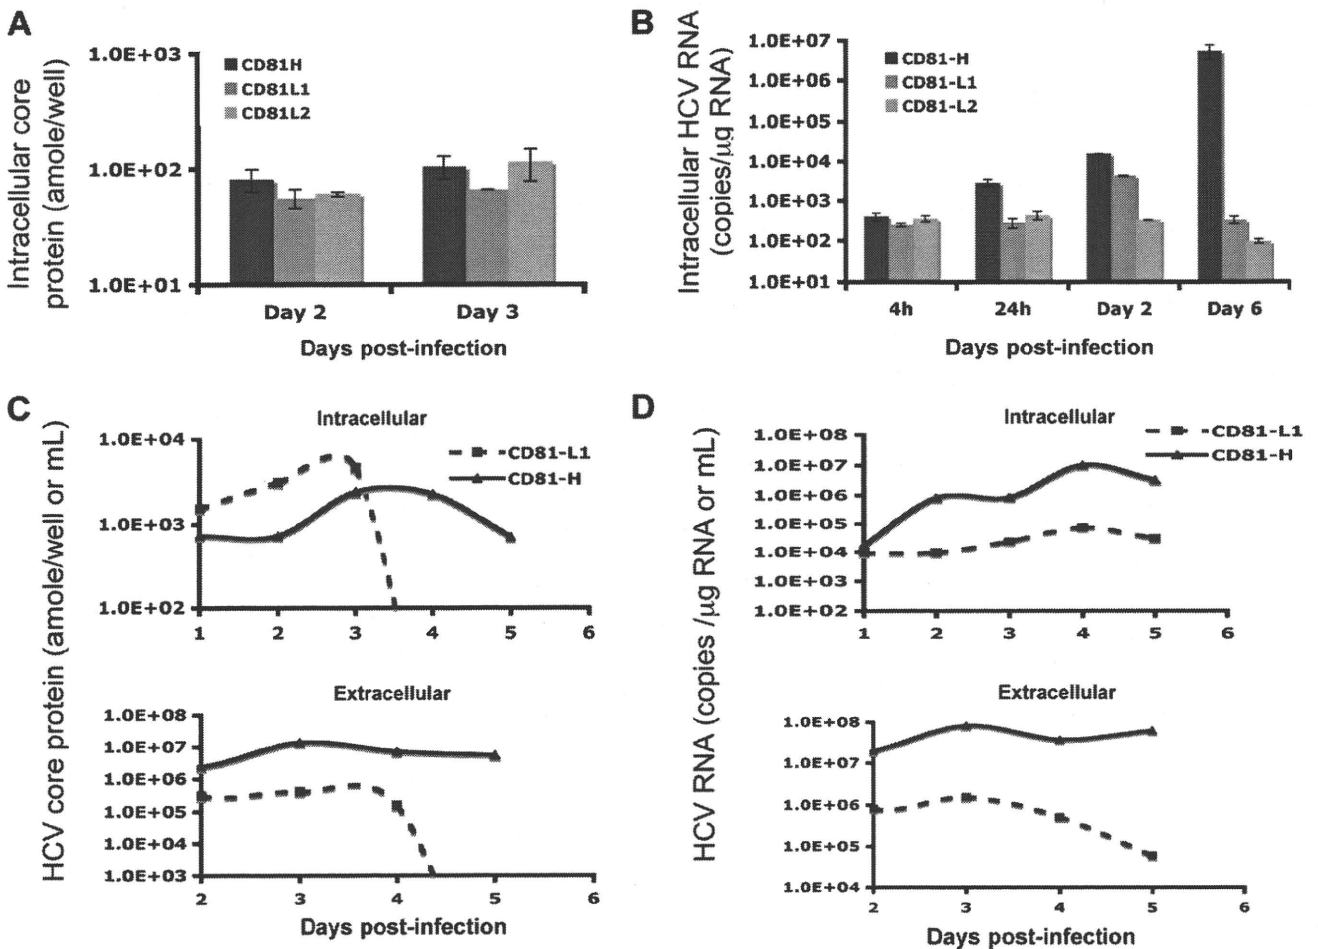 A
Intracellular core
protein (amole/well)
1.0E+03
1.0E+02
1.0E+01
CD81H
CD81L1
CD81L2
Day 2
Day 3
Days post-infection
B
Intracellular HCV RNA
(copies/µg RNA)
1.0E+07
1.0E+06
1.0E+05
1.0E+04
1.0E+03
1.0E+02
1.0E+01
CD81-H
CD81-L1
CD81-L2
4h
24h
Day 2
Day 6
Days post-infection
C
HCV core protein (amole/well or mL)
Intracellular
1.0E+04
1.0E+03
1.0E+02
CD81-L1
CD81-H
1 2 3 4 5 6
Extracellular
1.0E+08
1.0E+07
1.0E+06
1.0E+05
1.0E+04
1.0E+03
2 3 4 5 6
Days post-infection
D
HCV RNA (copies /µg RNA or mL)
Intracellular
1.0E+08
1.0E+07
1.0E+06
1.0E+05
1.0E+04
1.0E+03
1.0E+02
CD81-L1
CD81-H
1 2 3 4 5 6
Extracellular
1.0E+08
1.0E+07
1.0E+06
1.0E+05
1.0E+04
2 3 4 5 6
Days post-infection